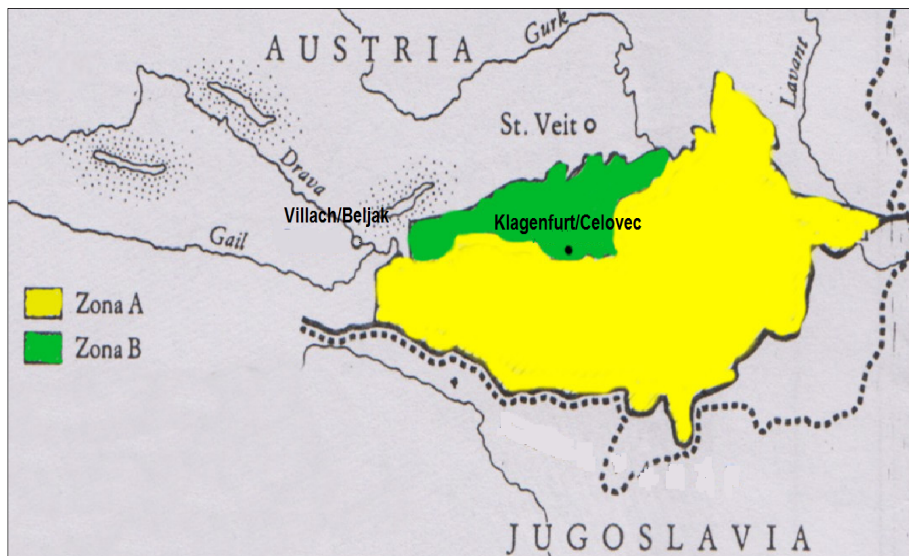 Gurk
AUSTRIA
Lavant
St. Veit
Drava
Villach/Beljak
Klagenfurt/Celovec
Gail
Zona A
Zona B
JUGOSLAVIA